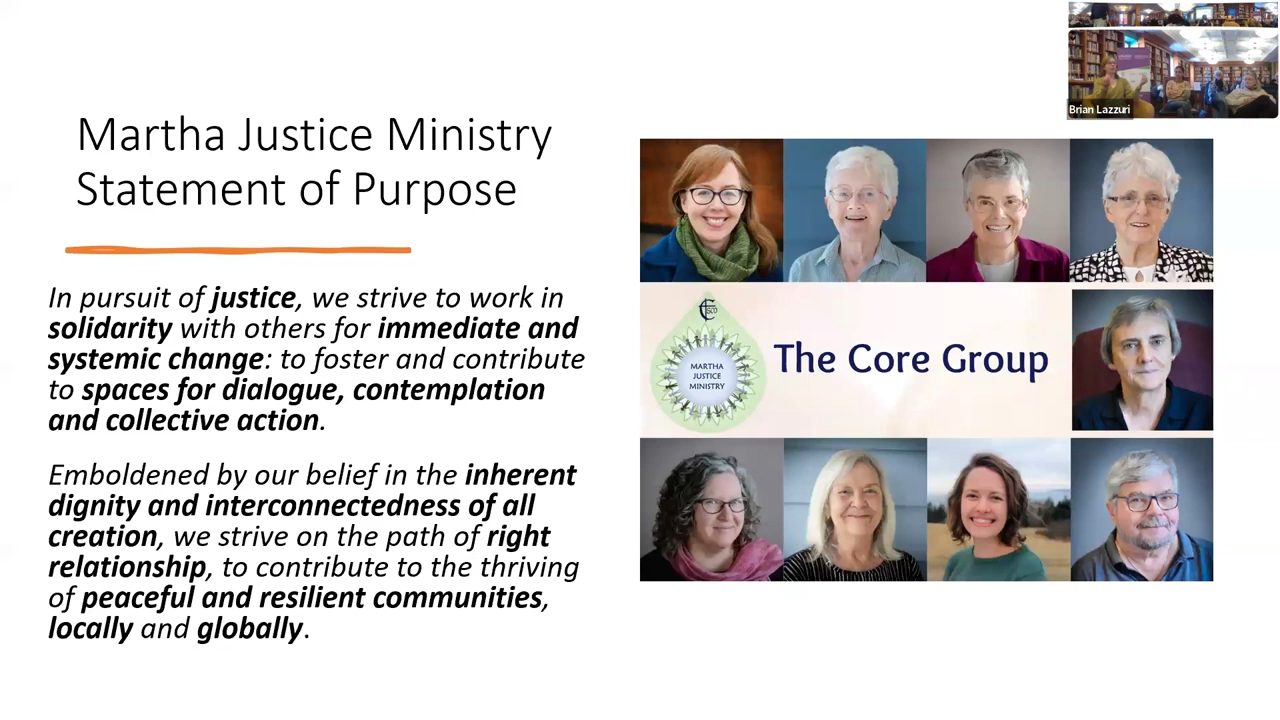 Brian Lazzuri
Martha Justice Ministry
Statement of Purpose
In pursuit of justice, we strive to work in
solidarity with others for immediate and
systemic change: to foster and contribute
to spaces for dialogue, contemplation
and collective action.
Emboldened by our belief in the inherent
dignity and interconnectedness of all
creation, we strive on the path of right
relationship, to contribute to the thriving
of peaceful and resilient communities,
locally and globally.
MARTHA
JUSTICE
MINISTRY
The Core Group